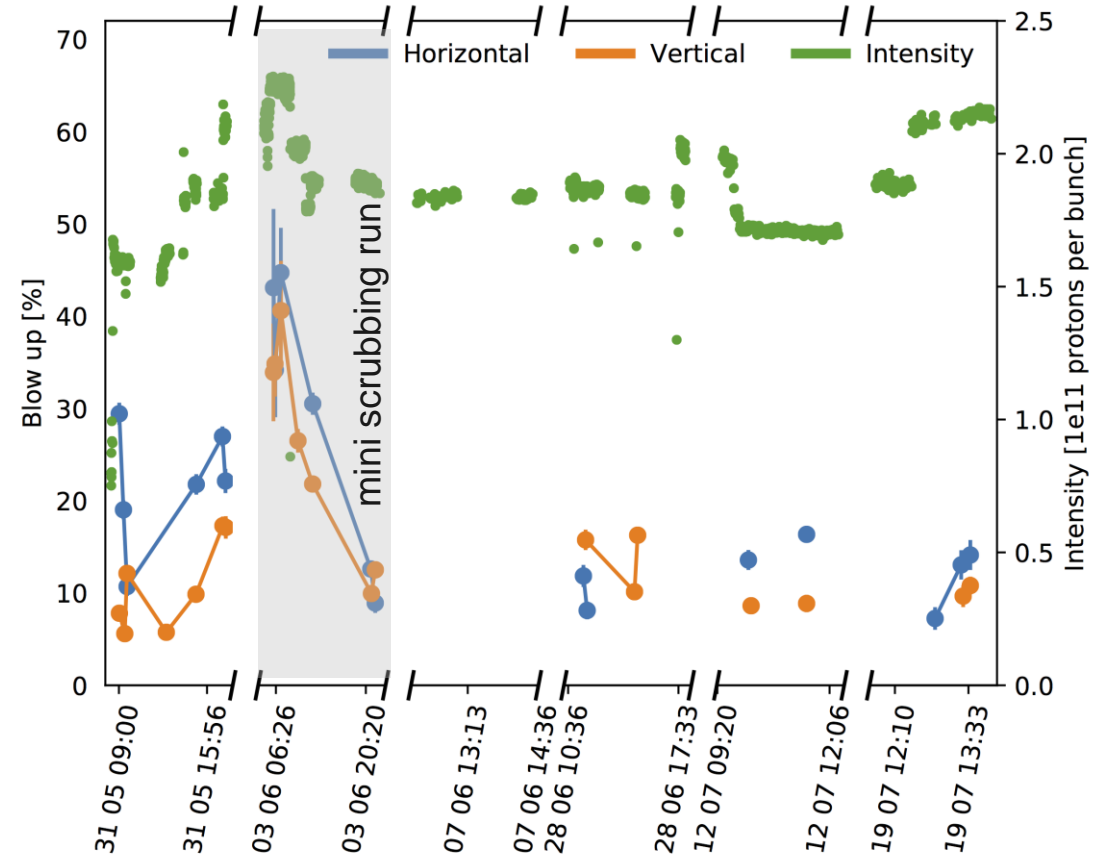 Horizontal
Vertical
Intensity
Blow up [%]
70
60
50
40
30
20
10
0
mini scrubbing run
Intensity [1e11 protons per bunch]
2.5
2.0
1.5
1.0
0.5
0.0
31 05 09:00
31 05 15:56
03 06 06:26
03 06 20:20
07 06 13:13
07 06 14:36
28 06 10:36
28 06 17:33
12 07 09:20
12 07 12:06
19 07 12:10
19 07 13:33